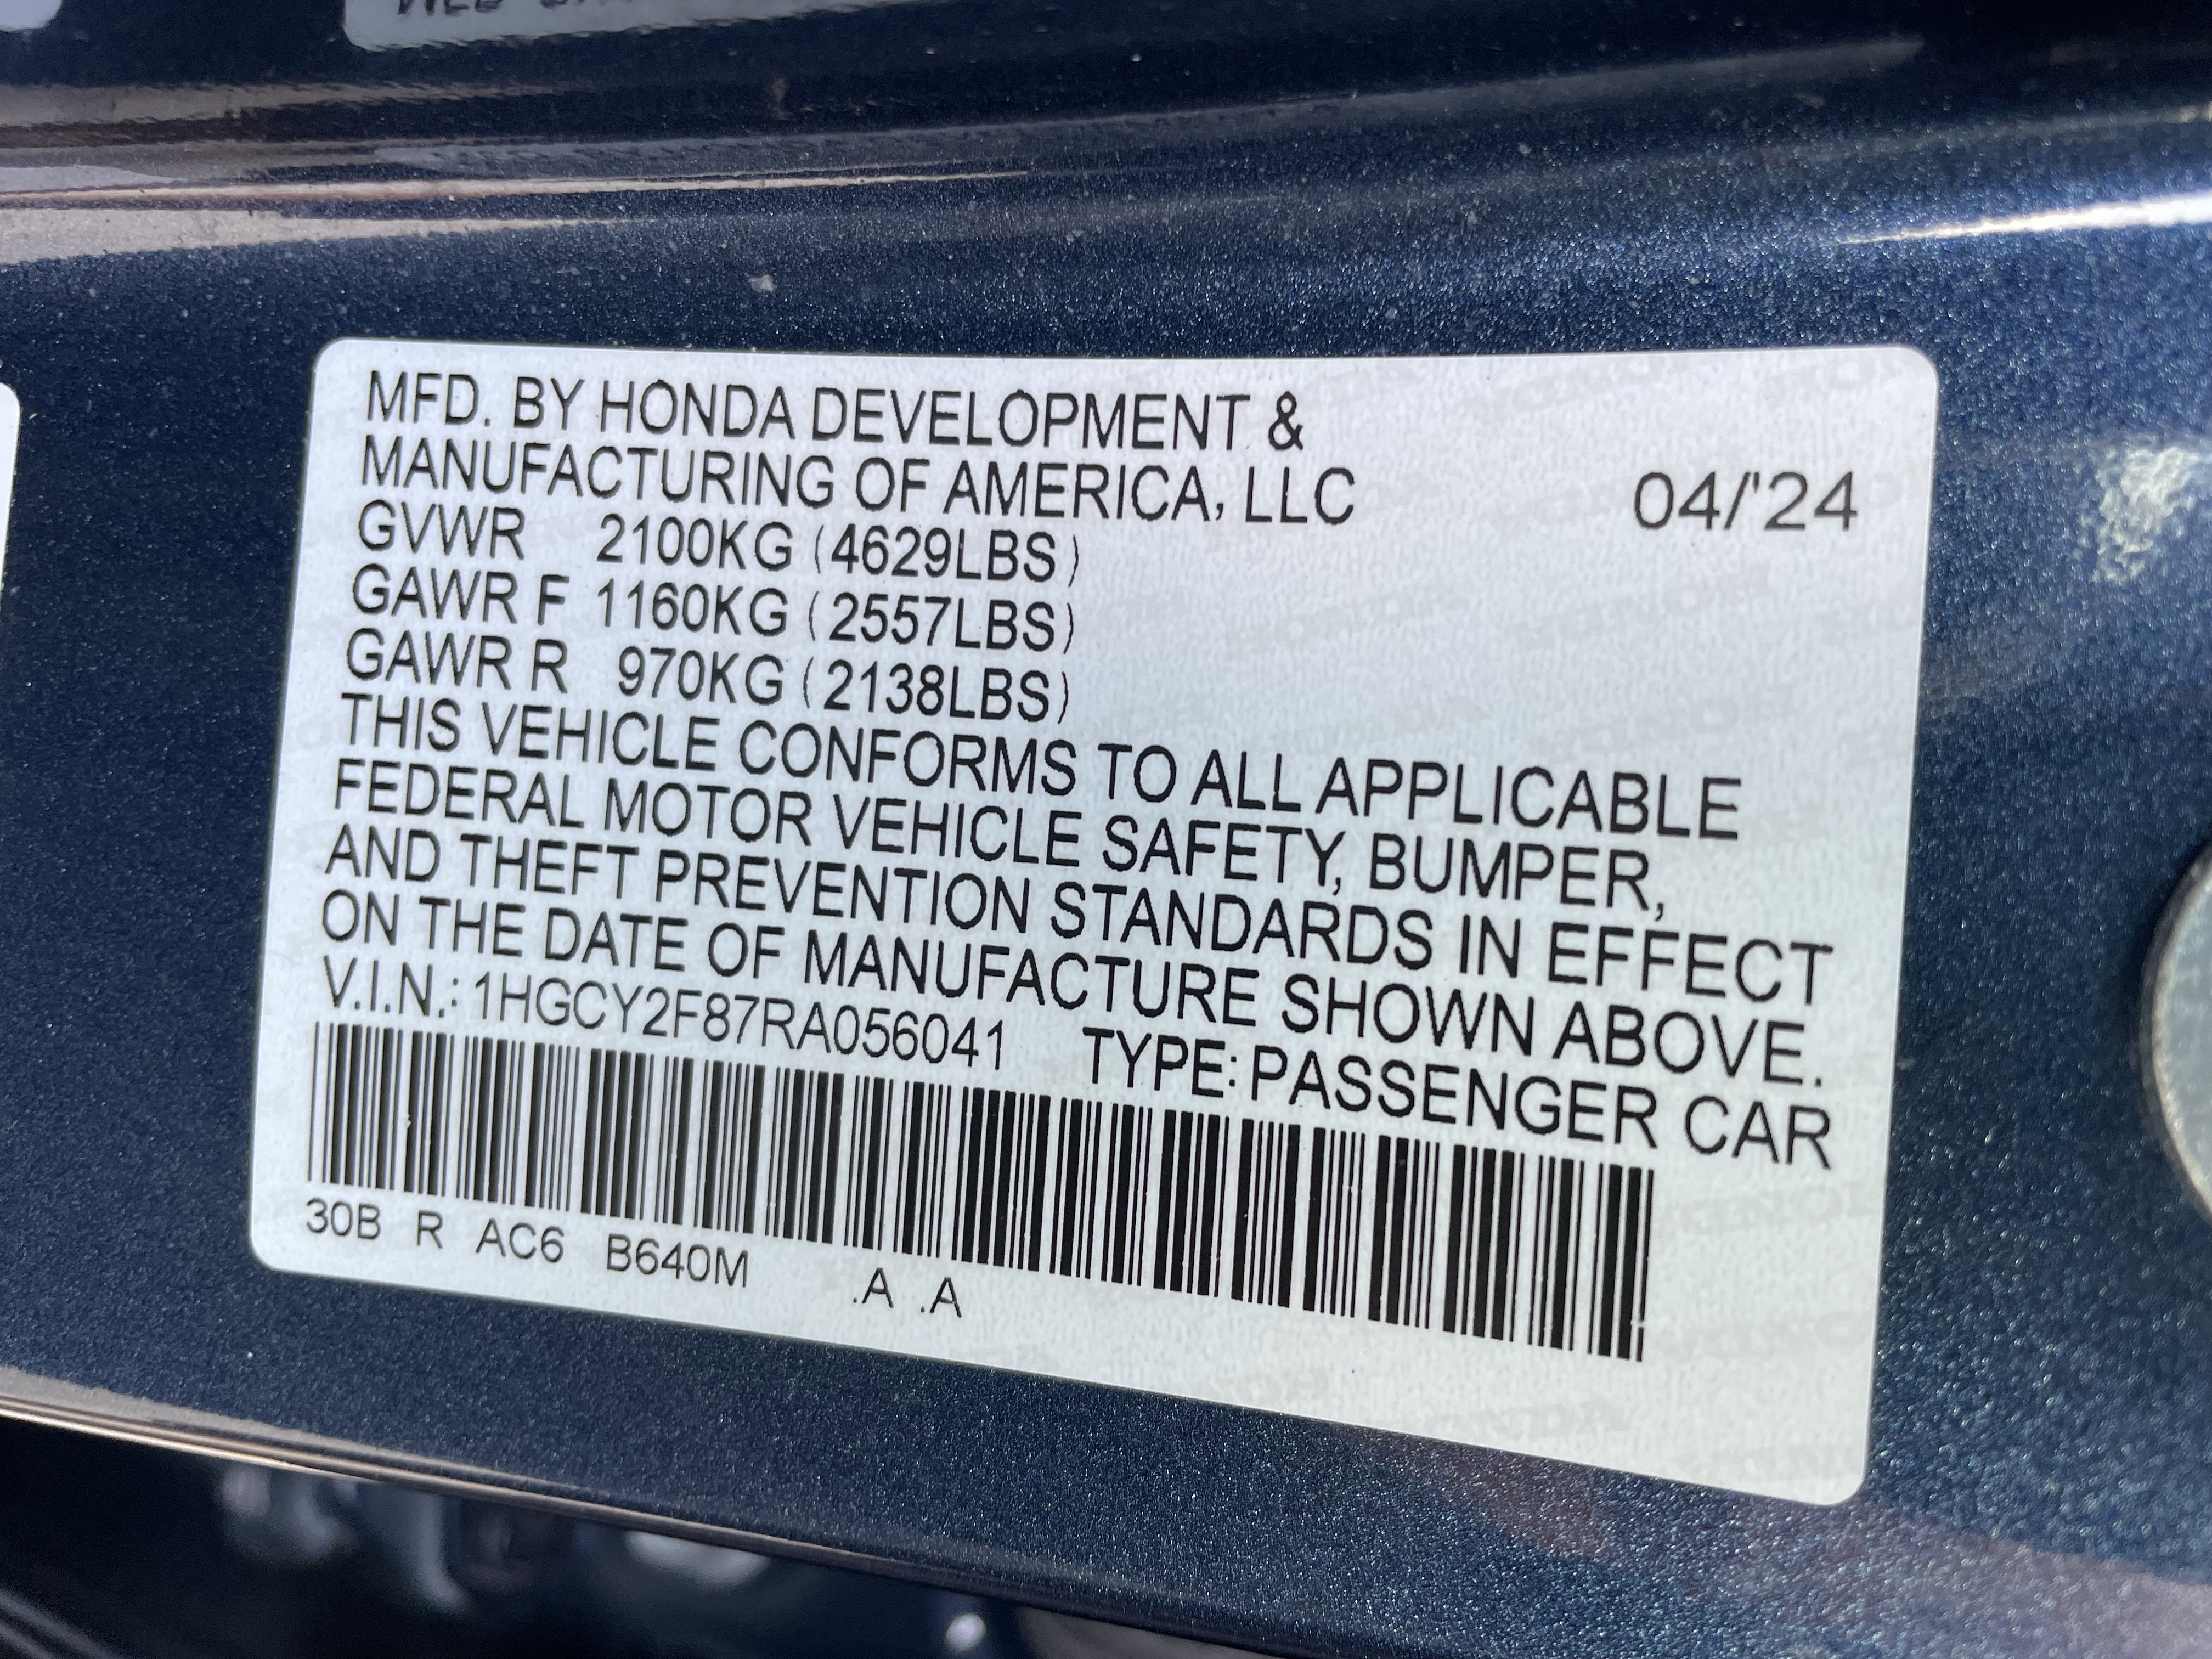 MFD. BY HONDA DEVELOPMENT &
MANUFACTURING OF AMERICA, LLC 04/'24
GVWR 2100KG (4629LBS)
GAWR F 1160KG (2557LBS)
GAWR R 970KG (2138LBS)
THIS VEHICLE CONFORMS TO ALL APPLICABLE
FEDERAL MOTOR VEHICLE SAFETY, BUMPER,
AND THEFT PREVENTION STANDARDS IN EFFECT
ON THE DATE OF MANUFACTURE SHOWN ABOVE.
V.I.N.: 1HGCY2F87RA056041 TYPE: PASSENGER CAR
30B R AC6 B640M .A .A